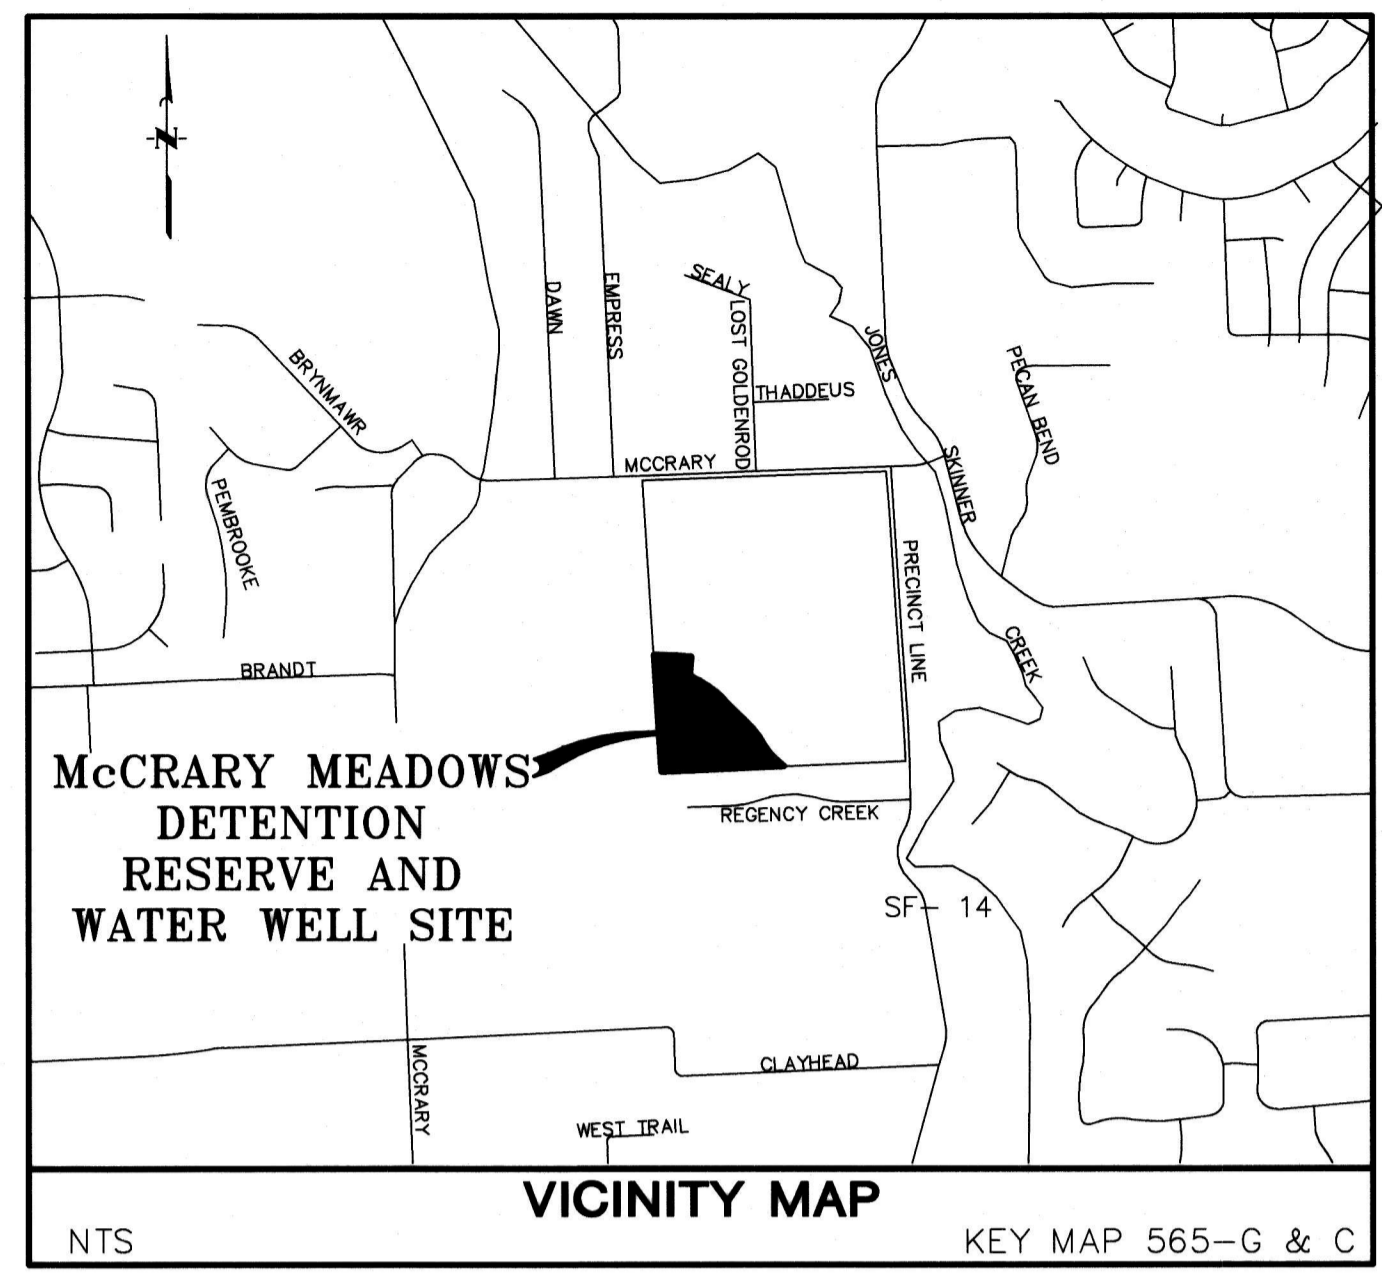 N
SEALY
DAWN
EMPRESS
LOST GOLDENROD
THADDEUS
JONES
PECAN BEND
BRYNMAWR
MCCRARY
SKINNER
PEMBROOKE
PRECINCT LINE
BRANDT
CREEK
McCRARY MEADOWS
DETENTION
RESERVE AND
WATER WELL SITE
REGENCY CREEK
SF- 14
MCCRARY
CLAYHEAD
WEST TRAIL
VICINITY MAP
NTS
KEY MAP 565-G & C